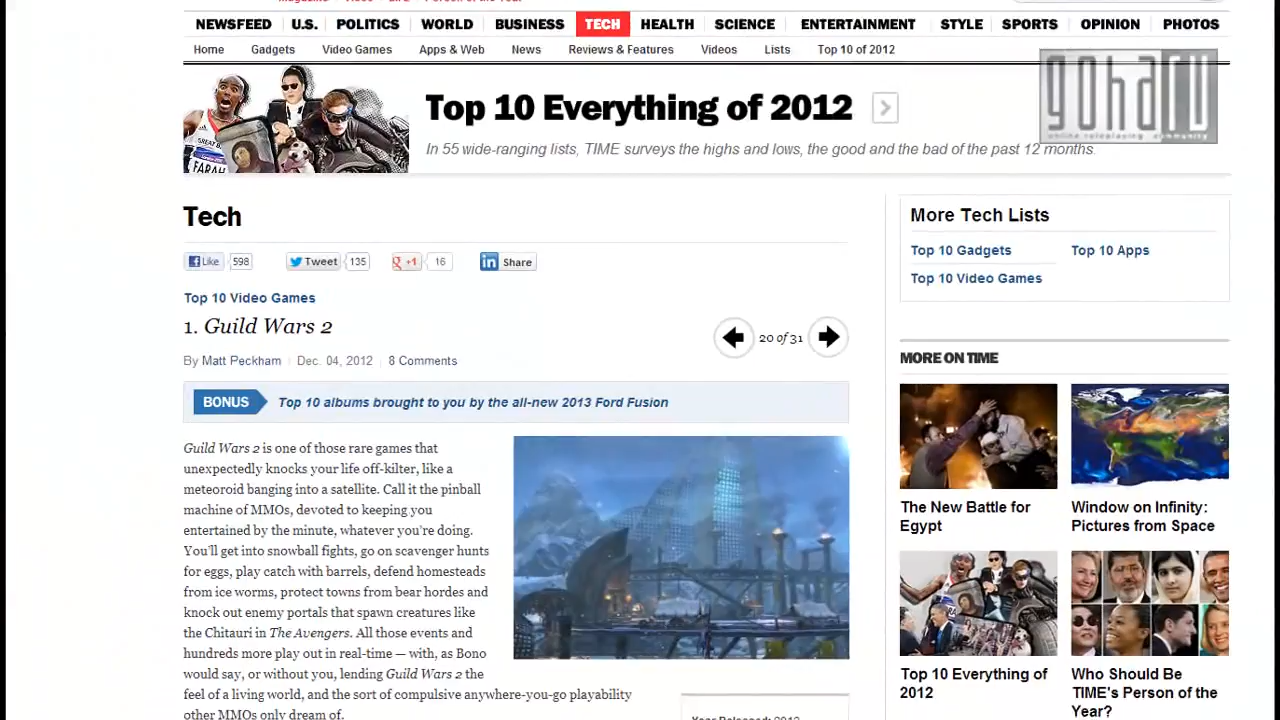 NEWSFEED U.S. POLITICS WORLD BUSINESS TECH HEALTH SCIENCE ENTERTAINMENT STYLE SPORTS OPINION PHOTOS
Home Gadgets Video Games Apps & Web News Reviews & Features Videos Lists Top 10 of 2012
goharu
online roleplaying community
Top 10 Everything of 2012
In 55 wide-ranging lists, TIME surveys the highs and lows, the good and the bad of the past 12 months.
GREAT B
FARAH
Tech
Like 598 Tweet 135 +1 16 in Share
Top 10 Video Games
1. Guild Wars 2
20 of 31
By Matt Peckham Dec. 04, 2012 8 Comments
BONUS Top 10 albums brought to you by the all-new 2013 Ford Fusion
Guild Wars 2 is one of those rare games that
unexpectedly knocks your life off-kilter, like a
meteoroid banging into a satellite. Call it the pinball
machine of MMOs, devoted to keeping you
entertained by the minute, whatever you're doing.
You'll get into snowball fights, go on scavenger hunts
for eggs, play catch with barrels, defend homesteads
from ice worms, protect towns from bear hordes and
knock out enemy portals that spawn creatures like
the Chitauri in The Avengers. All those events and
hundreds more play out in real-time — with, as Bono
would say, or without you, lending Guild Wars 2 the
feel of a living world, and the sort of compulsive anywhere-you-go playability
other MMOs only dream of.
Year Released: 2012
More Tech Lists
Top 10 Gadgets Top 10 Apps
Top 10 Video Games
MORE ON TIME
The New Battle for
Egypt
Window on Infinity:
Pictures from Space
Top 10 Everything of
2012
Who Should Be
TIME's Person of the
Year?